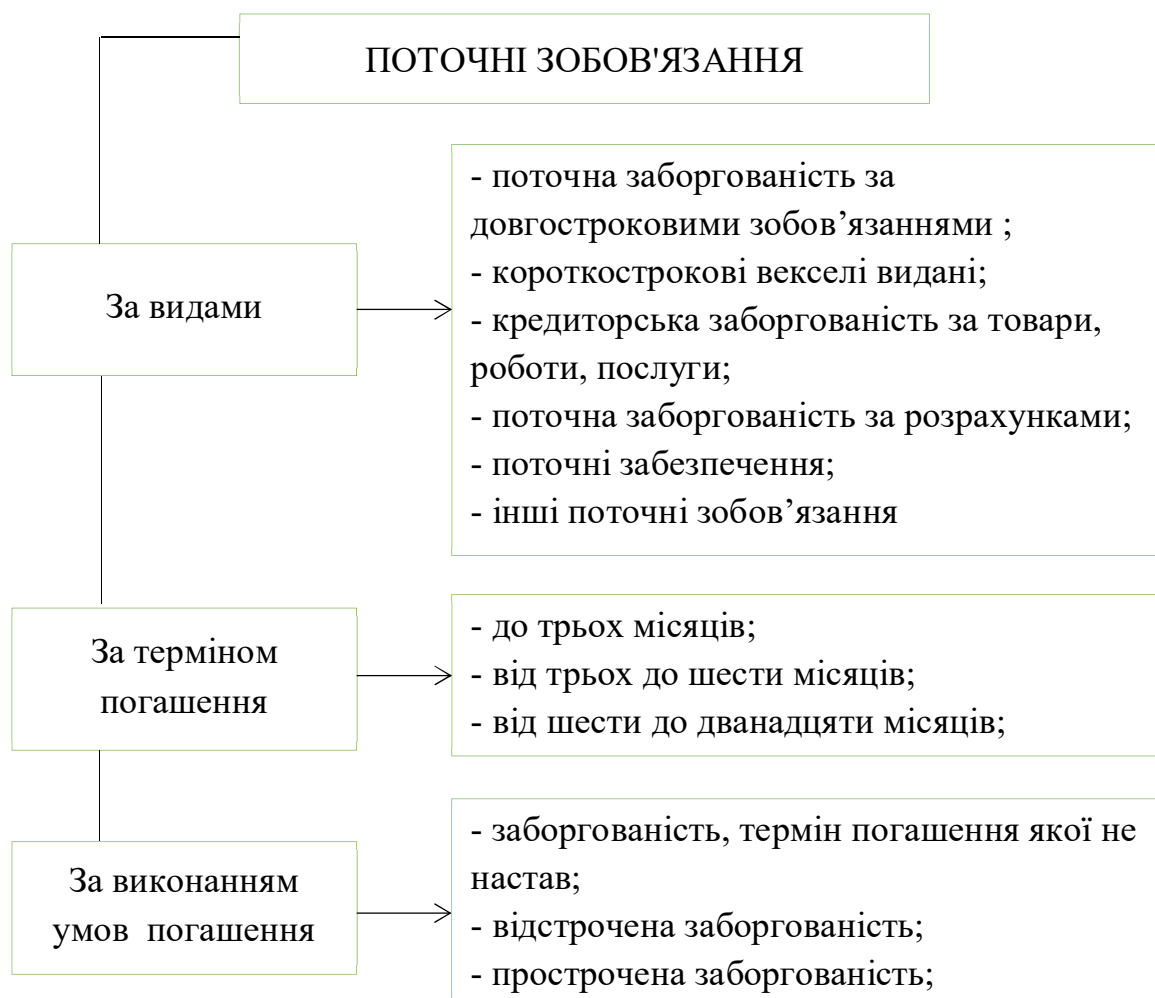 ПОТОЧНІ ЗОБОВ'ЯЗАННЯ
За видами
- поточна заборгованість за
довгостроковими зобов’язаннями ;
- короткострокові векселі видані;
- кредиторська заборгованість за товари,
роботи, послуги;
- поточна заборгованість за розрахунками;
- поточні забезпечення;
- інші поточні зобов’язання
За терміном
погашення
- до трьох місяців;
- від трьох до шести місяців;
- від шести до дванадцяти місяців;
За виконанням
умов  погашення
- заборгованість, термін погашення якої не
настав;
- відстрочена заборгованість;
- прострочена заборгованість;